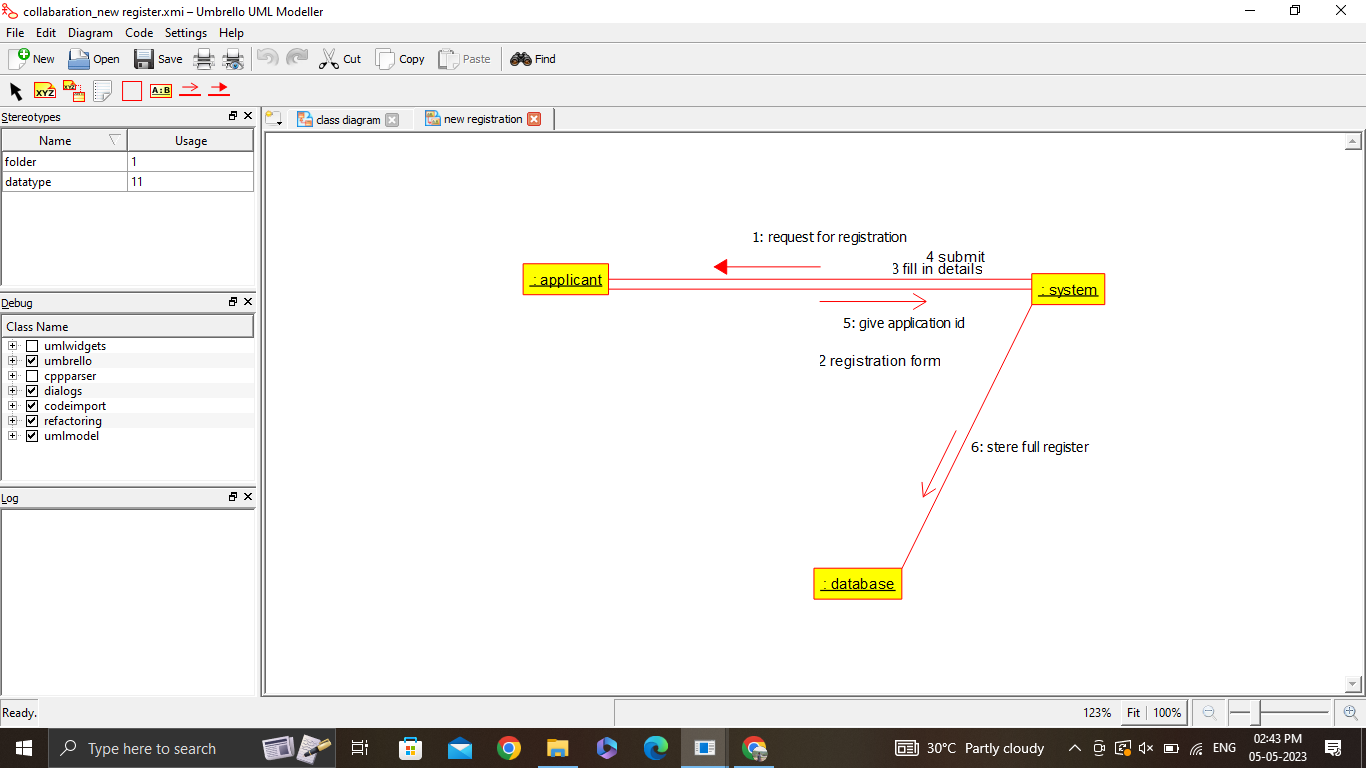 collabaration_new register.xmi – Umbrello UML Modeller
File Edit Diagram Code Settings Help
New Open Save Cut Copy Paste Find
XYZ XYZ A:B
Stereotypes
class diagram new registration
Name Usage
folder 1
datatype 11
1: request for registration
4 submit
3 fill in details
: applicant
: system
5: give application id
2 registration form
6: stere full register
: database
Debug
Class Name
umlwidgets
umbrello
cppparser
dialogs
codeimport
refactoring
umlmodel
Log
Ready. 123% Fit 100%
Type here to search 30°C Partly cloudy ENG 02:43 PM
05-05-2023